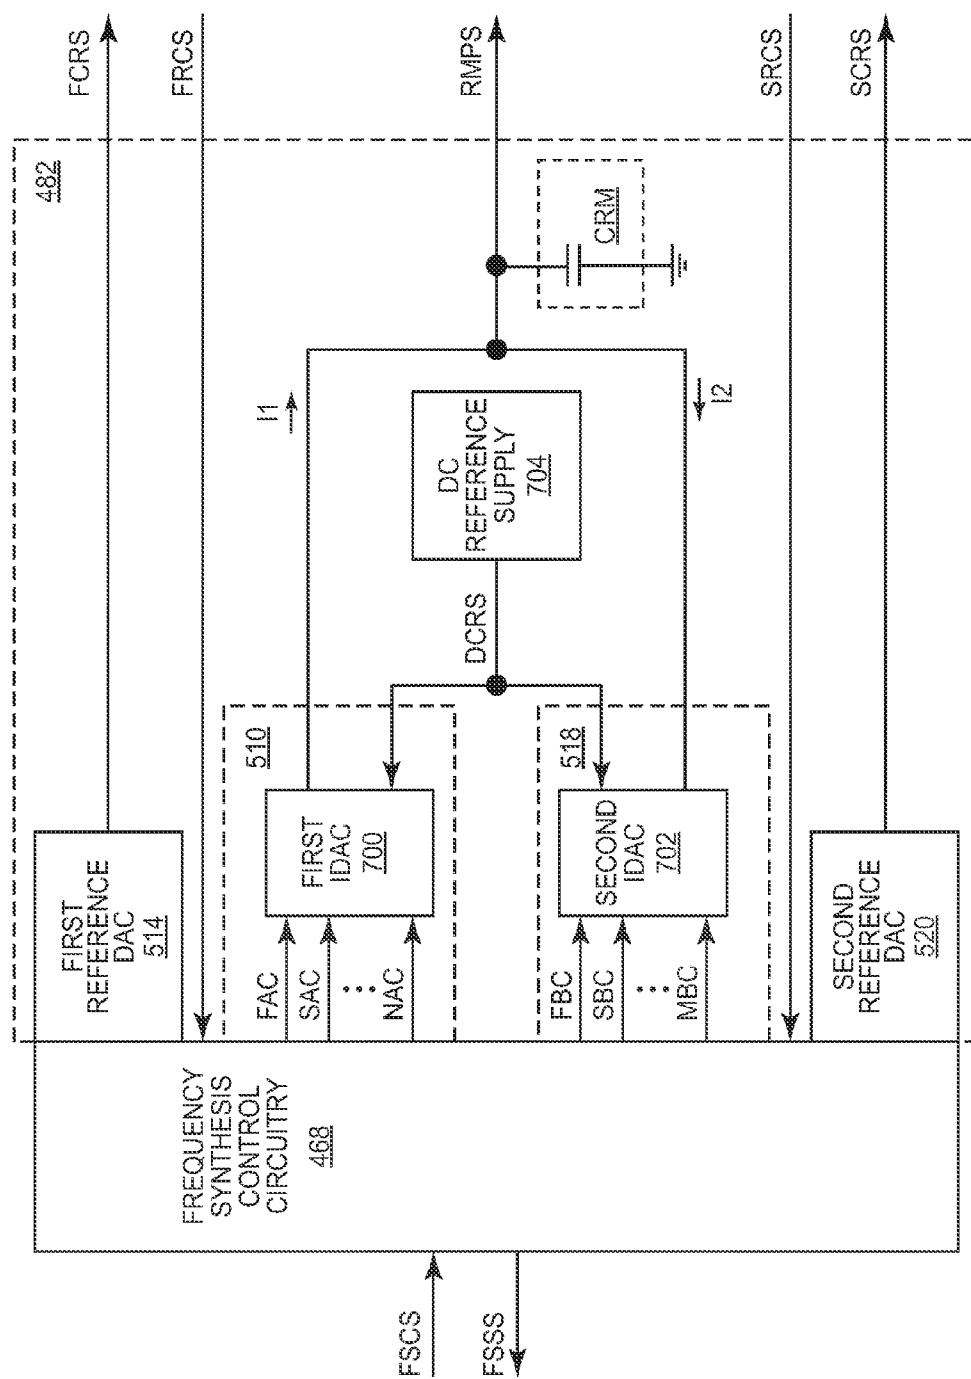 FCRS
FRCS
RMPS
SRCS
SCRS
482
CRM
I1
I2
DC
REFERENCE
SUPPLY
704
DCRS
510
518
FIRST
REFERENCE
DAC
514
FIRST
IDAC
700
SECOND
IDAC
702
SECOND
REFERENCE
DAC
520
FAC
SAC
NAC
FBC
SBC
MBC
FREQUENCY
SYNTHESIS
CONTROL
CIRCUITRY
468
FSCS
FSSS